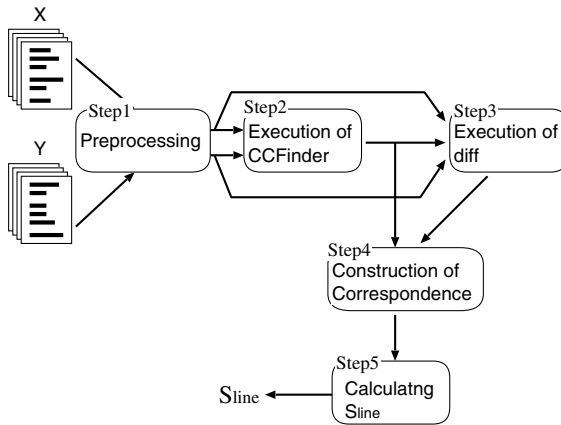 X
Step1
Preprocessing
Y
Step2
Execution of
CCFinder
Step3
Execution of
diff
Step4
Construction of
Correspondence
Step5
Calculatng
Sline
Sline